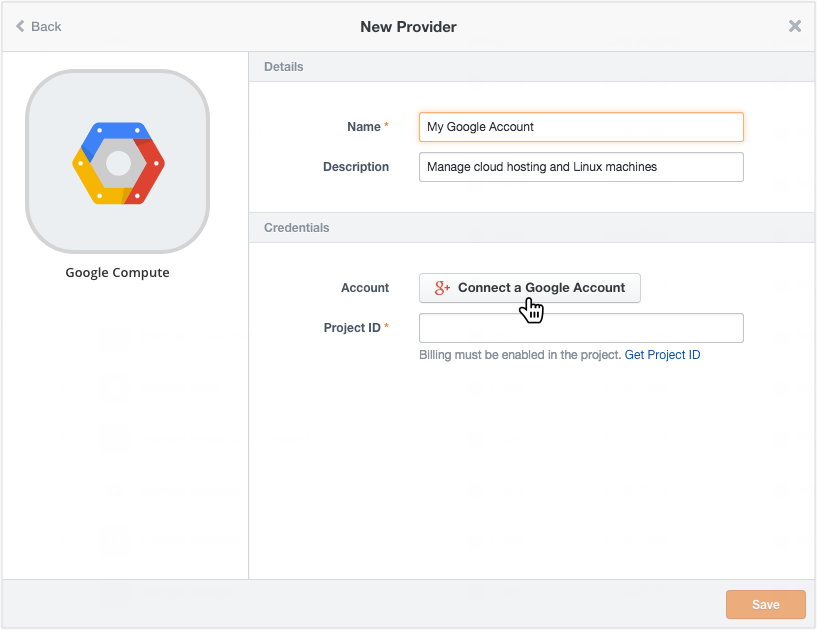 Back
New Provider
Details
Name *
My Google Account
Description
Manage cloud hosting and Linux machines
Google Compute
Credentials
Account
g+ Connect a Google Account
Project ID *
Billing must be enabled in the project. Get Project ID
Save